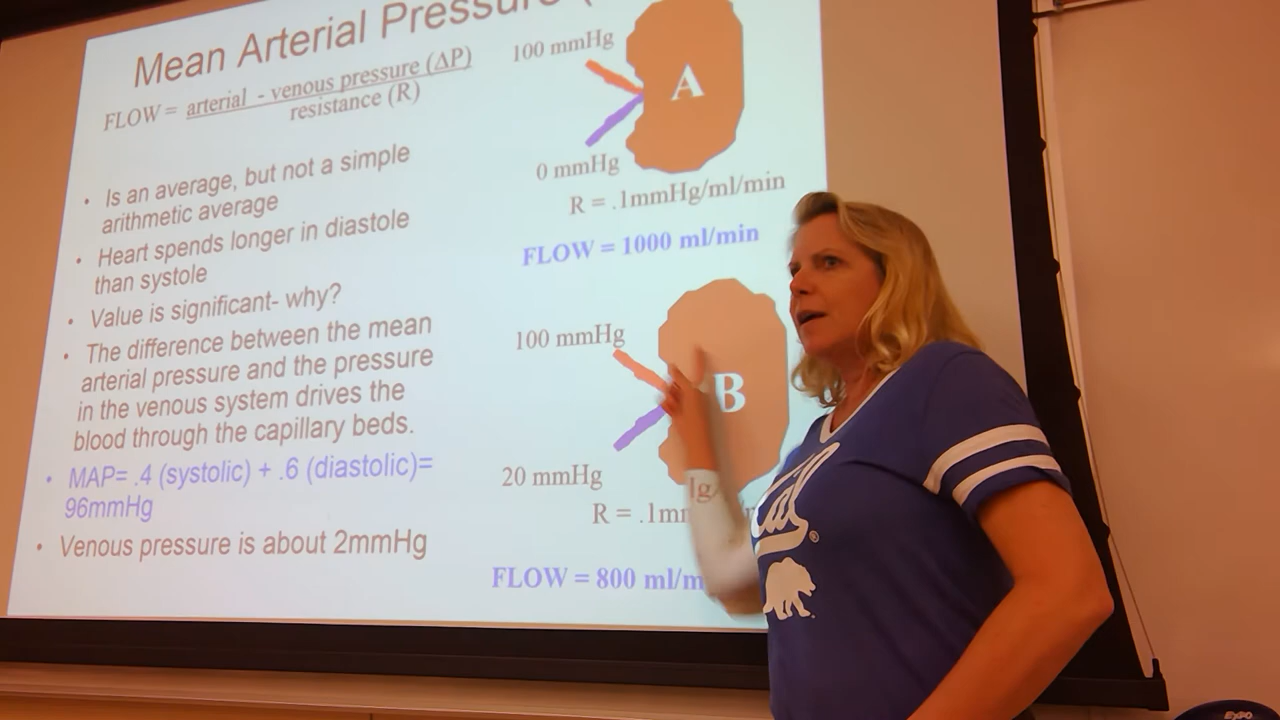 Mean Arterial Pressure (
FLOW = arterial - venous pressure (ΔP)
resistance (R)
• Is an average, but not a simple
arithmetic average
• Heart spends longer in diastole
than systole
• Value is significant- why?
• The difference between the mean
arterial pressure and the pressure
in the venous system drives the
blood through the capillary beds.
• MAP= .4 (systolic) + .6 (diastolic)=
96mmHg
• Venous pressure is about 2mmHg
100 mmHg
A
0 mmHg
R = .1mmHg/ml/min
FLOW = 1000 ml/min
100 mmHg
B
20 mmHg
R = .1m
FLOW = 800 ml/m
Cal
EXPO